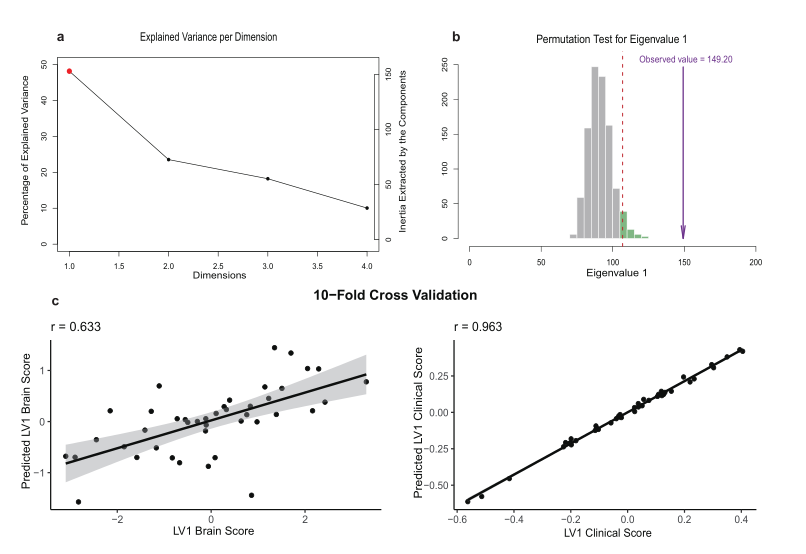 a
Explained Variance per Dimension
Percentage of Explained Variance
0
10
20
30
40
50
0
50
100
150
Inertia Extracted by the Components
1.0
1.5
2.0
2.5
3.0
3.5
4.0
Dimensions
b
Permutation Test for Eigenvalue 1
Observed value = 149.20
0
50
100
150
200
250
0
50
100
150
200
Eigenvalue 1
c
10−Fold Cross Validation
r = 0.633
Predicted LV1 Brain Score
1
0
−1
−2
0
2
LV1 Brain Score
r = 0.963
Predicted LV1 Clinical Score
0.25
0.00
−0.25
−0.50
−0.6
−0.4
−0.2
0.0
0.2
0.4
LV1 Clinical Score